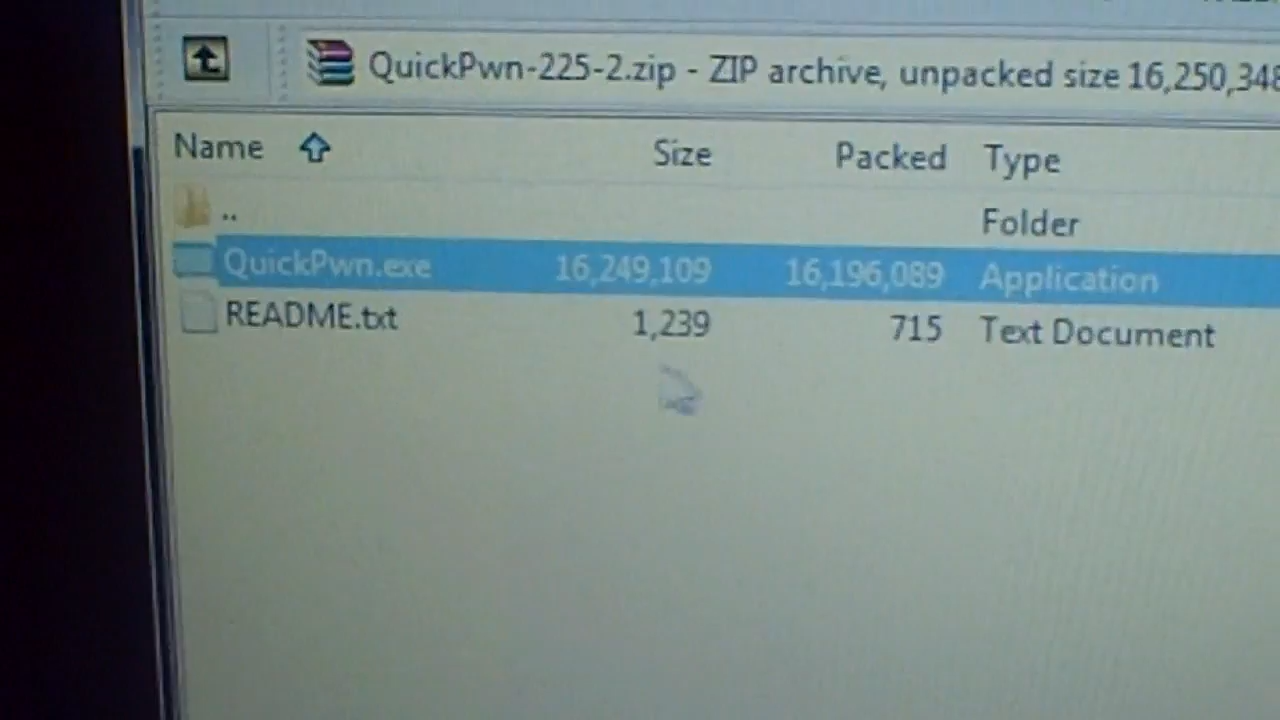 QuickPwn-225-2.zip - ZIP archive, unpacked size 16,250,348
Name Size Packed Type
.. Folder
QuickPwn.exe 16,249,109 16,196,089 Application
README.txt 1,239 715 Text Document